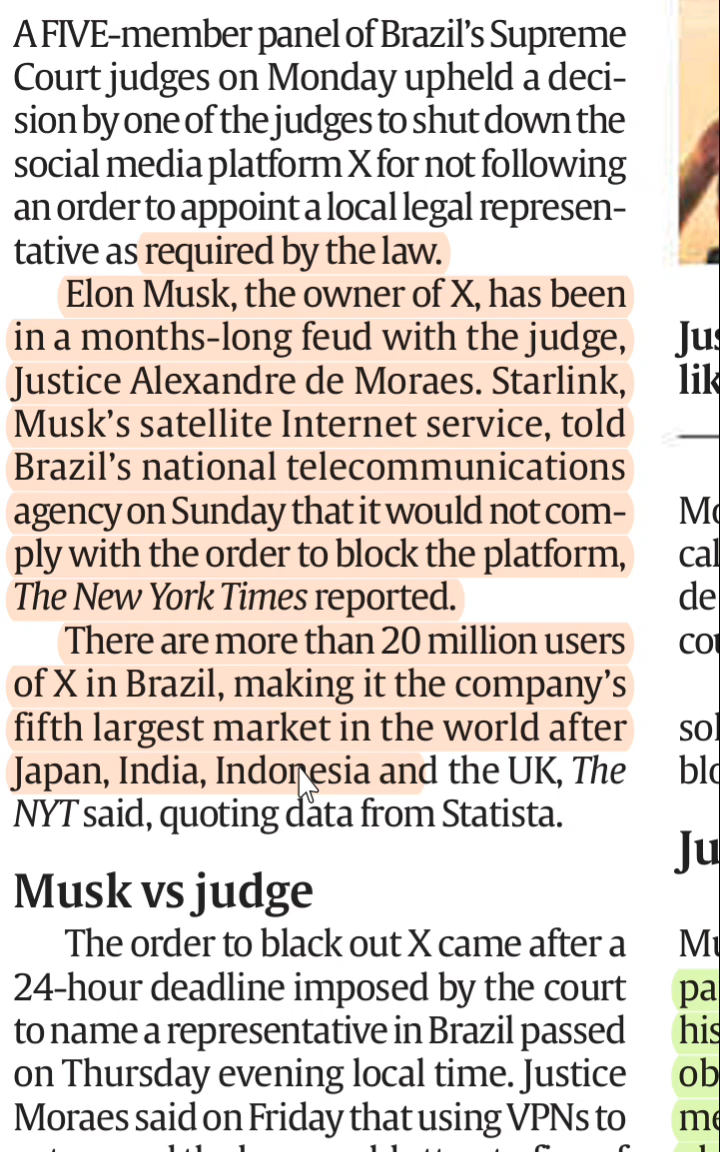 A FIVE-member panel of Brazil's Supreme
Court judges on Monday upheld a deci-
sion by one of the judges to shut down the
social media platform X for not following
an order to appoint a local legal represen-
tative as required by the law.
Elon Musk, the owner of X, has been
in a months-long feud with the judge,
Justice Alexandre de Moraes. Starlink,
Musk's satellite Internet service, told
Brazil's national telecommunications
agency on Sunday that it would not com-
ply with the order to block the platform,
The New York Times reported.
There are more than 20 million users
of X in Brazil, making it the company's
fifth largest market in the world after
Japan, India, Indonesia and the UK, The
NYT said, quoting data from Statista.
Musk vs judge
The order to black out X came after a
24-hour deadline imposed by the court
to name a representative in Brazil passed
on Thursday evening local time. Justice
Moraes said on Friday that using VPNs to